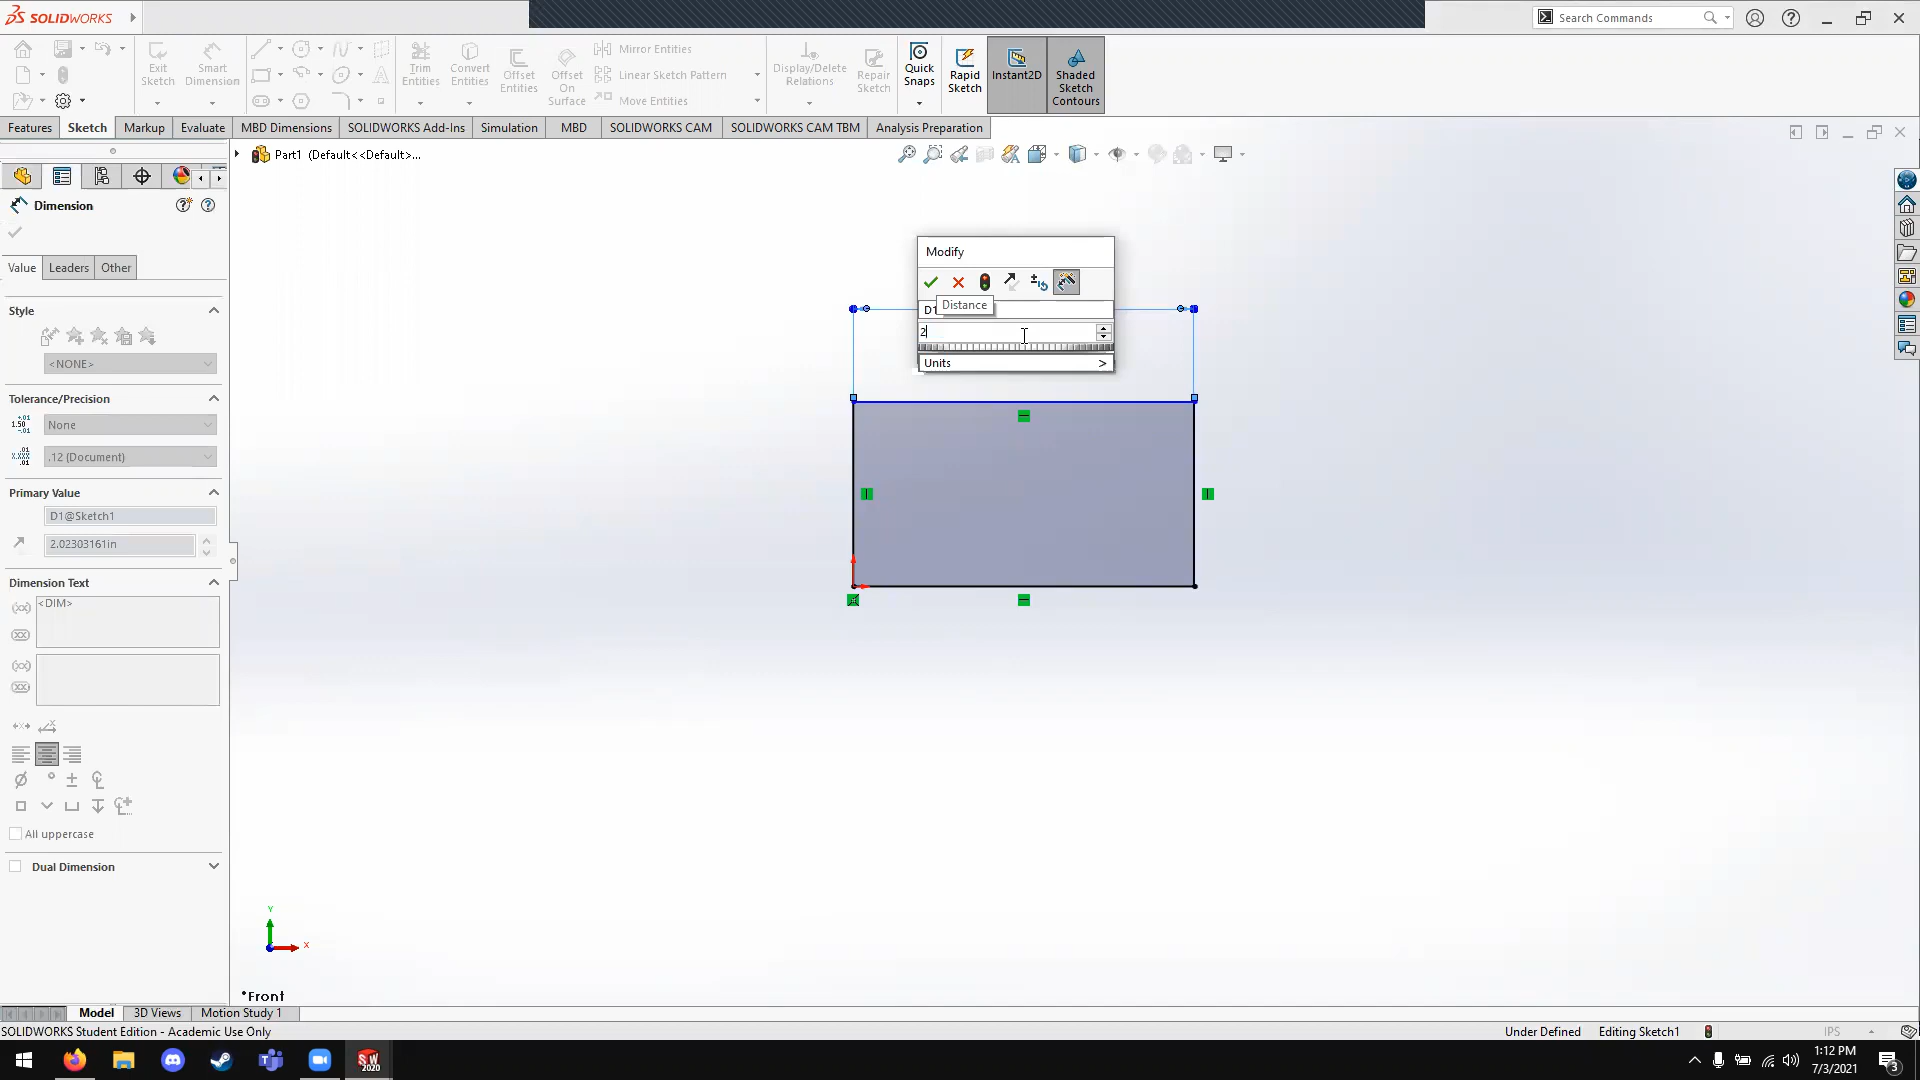 SOLIDWORKS
Search Commands
Exit Sketch
Smart Dimension
Trim Entities
Convert Entities
Offset Entities
Offset On Surface
Mirror Entities
Linear Sketch Pattern
Move Entities
Display/Delete Relations
Repair Sketch
Quick Snaps
Rapid Sketch
Instant2D
Shaded Sketch Contours
Features
Sketch
Markup
Evaluate
MBD Dimensions
SOLIDWORKS Add-Ins
Simulation
MBD
SOLIDWORKS CAM
SOLIDWORKS CAM TBM
Analysis Preparation
Part1 (Default<<Default>...
Dimension
Value
Leaders
Other
Style
<NONE>
Tolerance/Precision
None
.12 (Document)
Primary Value
D1@Sketch1
2.02303161in
Dimension Text
<DIM>
All uppercase
Dual Dimension
Modify
D1
Distance
2
Units >
Y
X
*Front
Model
3D Views
Motion Study 1
SOLIDWORKS Student Edition - Academic Use Only
Under Defined
Editing Sketch1
IPS
SW 2020
1:12 PM
7/3/2021
3